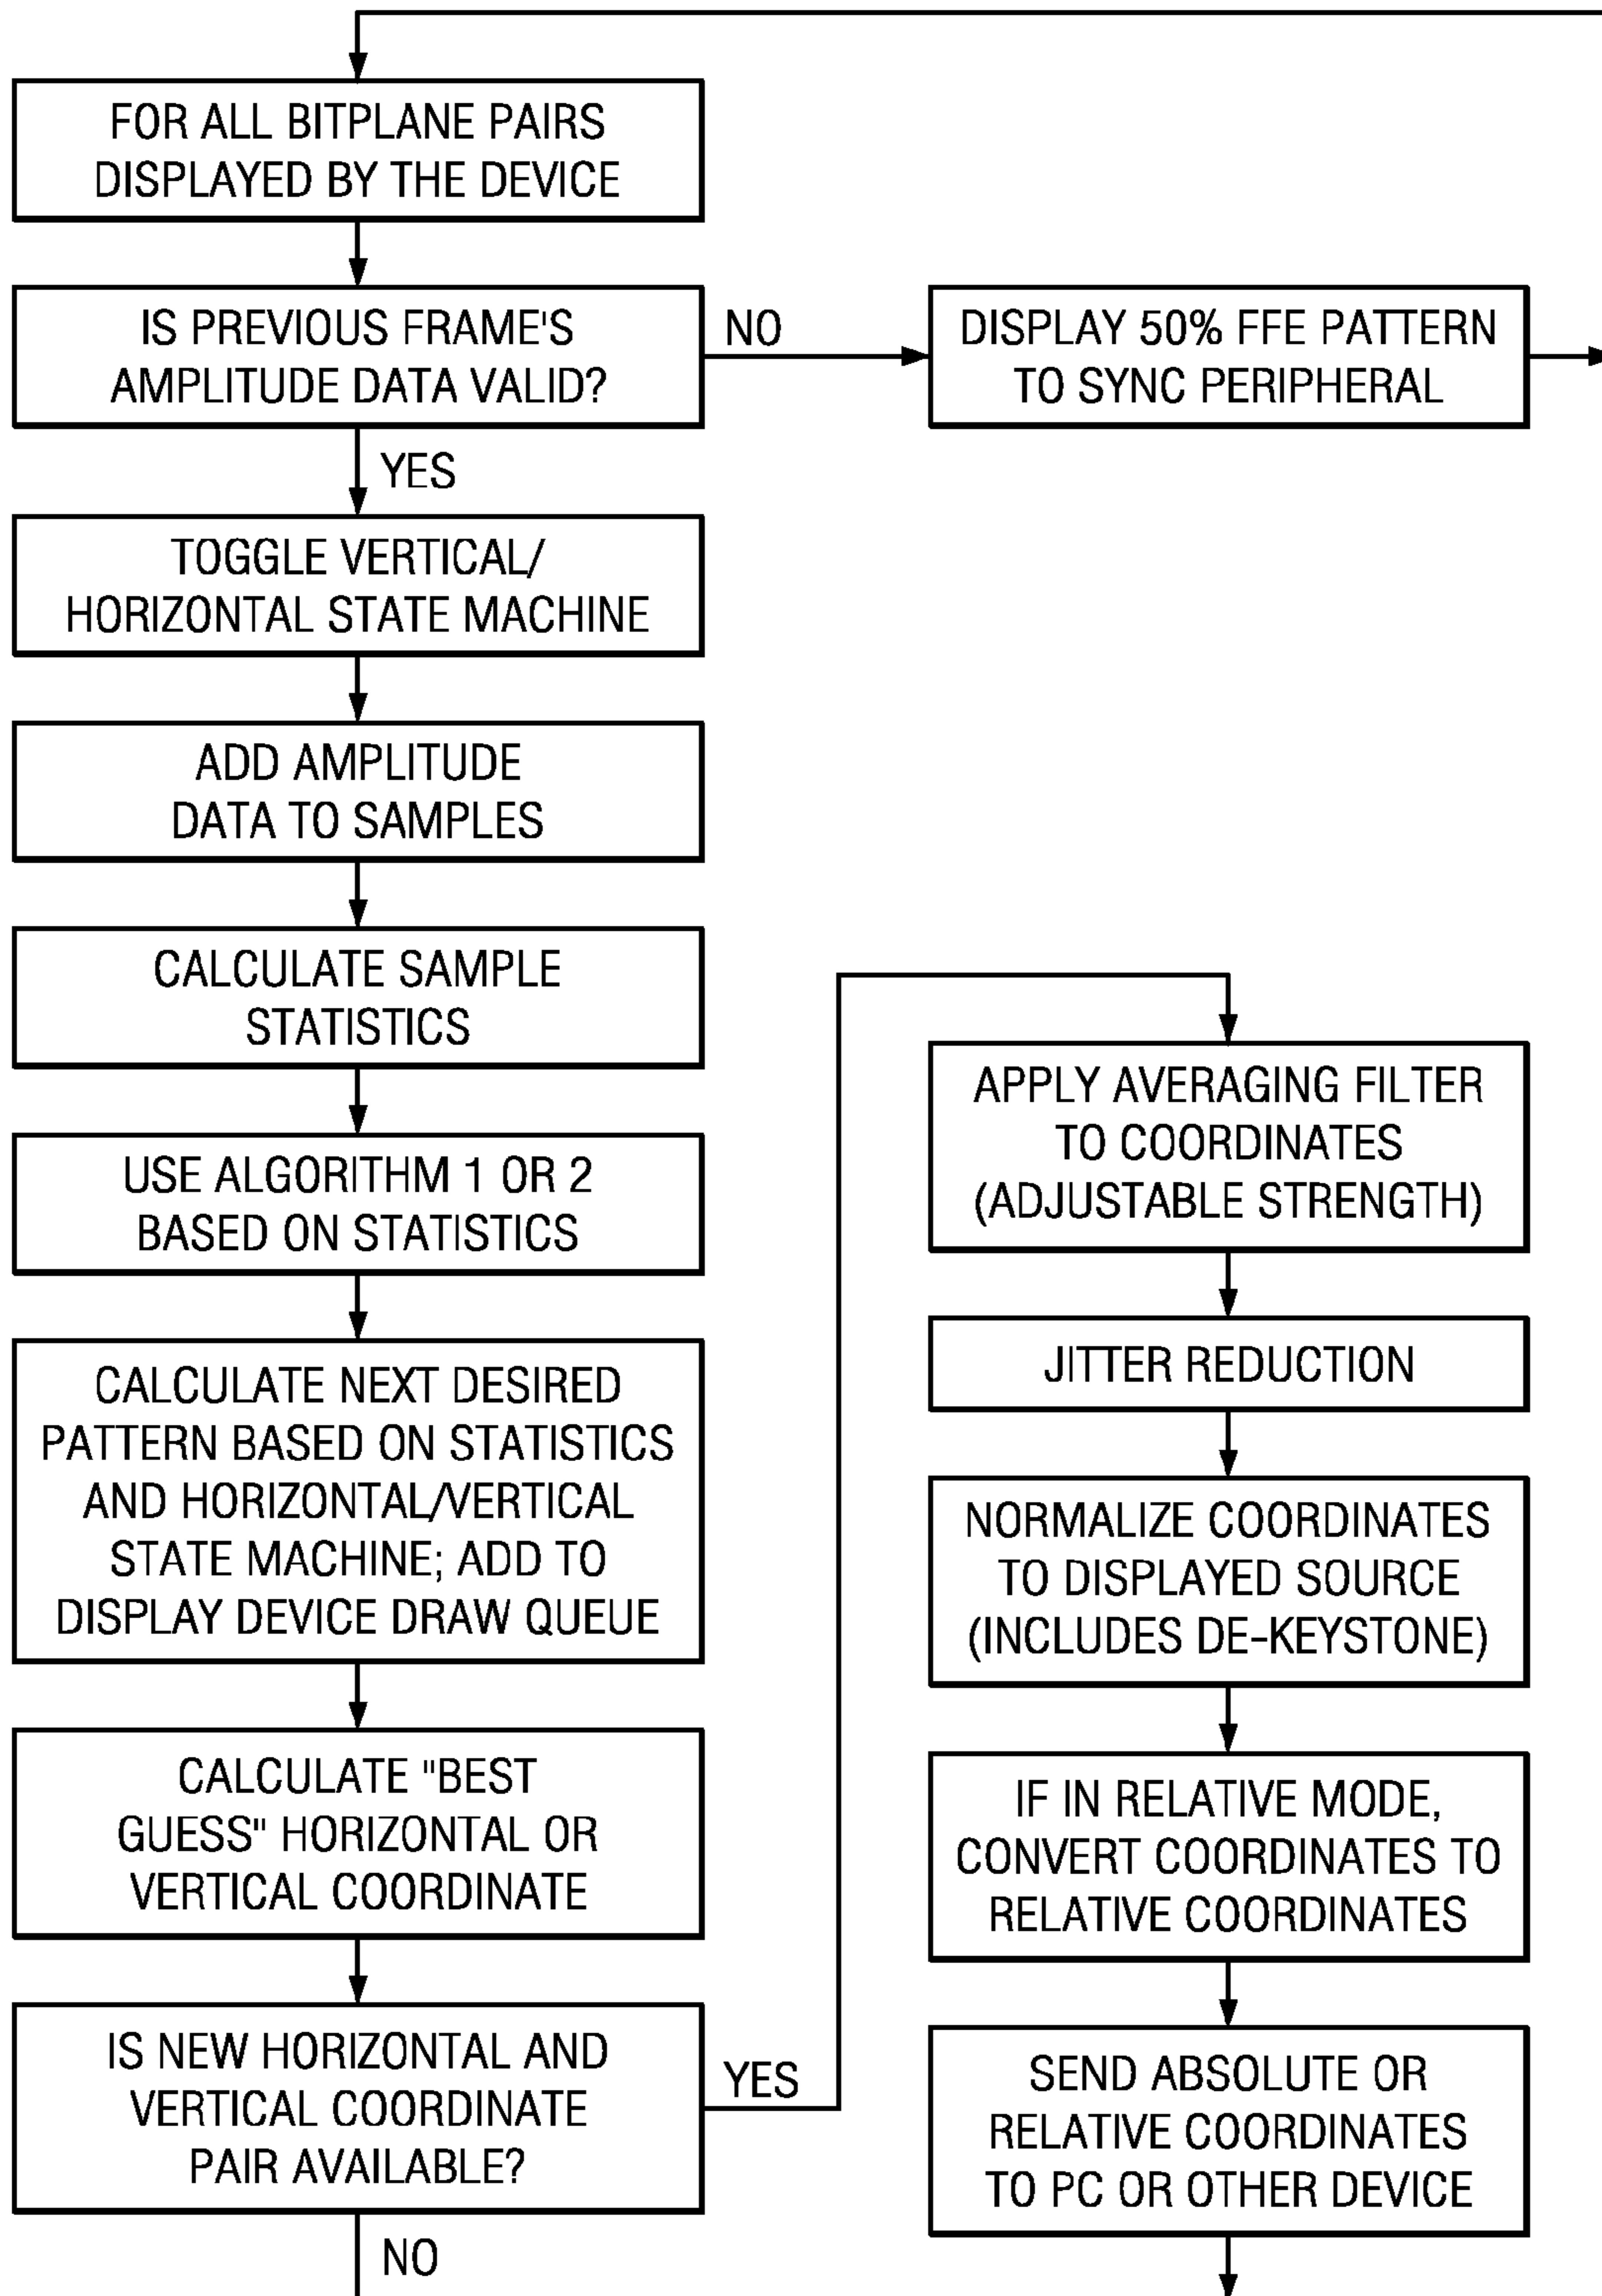 FOR ALL BITPLANE PAIRS
DISPLAYED BY THE DEVICE
IS PREVIOUS FRAME'S
AMPLITUDE DATA VALID?
NO
DISPLAY 50% FFE PATTERN
TO SYNC PERIPHERAL
YES
TOGGLE VERTICAL/
HORIZONTAL STATE MACHINE
ADD AMPLITUDE
DATA TO SAMPLES
CALCULATE SAMPLE
STATISTICS
USE ALGORITHM 1 OR 2
BASED ON STATISTICS
CALCULATE NEXT DESIRED
PATTERN BASED ON STATISTICS
AND HORIZONTAL/VERTICAL
STATE MACHINE; ADD TO
DISPLAY DEVICE DRAW QUEUE
CALCULATE "BEST
GUESS" HORIZONTAL OR
VERTICAL COORDINATE
IS NEW HORIZONTAL AND
VERTICAL COORDINATE
PAIR AVAILABLE?
YES
NO
APPLY AVERAGING FILTER
TO COORDINATES
(ADJUSTABLE STRENGTH)
JITTER REDUCTION
NORMALIZE COORDINATES
TO DISPLAYED SOURCE
(INCLUDES DE-KEYSTONE)
IF IN RELATIVE MODE,
CONVERT COORDINATES TO
RELATIVE COORDINATES
SEND ABSOLUTE OR
RELATIVE COORDINATES
TO PC OR OTHER DEVICE